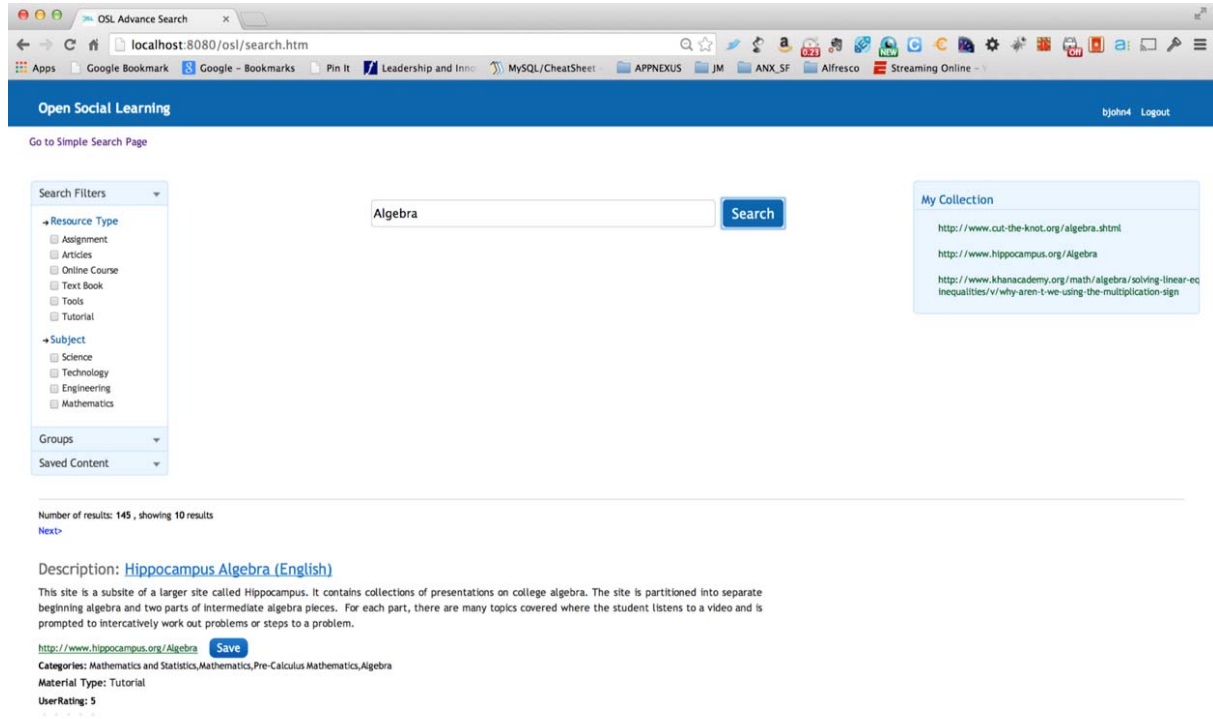 OSL Advance Search
localhost:8080/osl/search.htm
Apps Google Bookmark Google - Bookmarks Pin It Leadership and Inno MySQL/CheatSheet - APPNEXUS JM ANX_SF Alfresco Streaming Online -
Open Social Learning
bjohn4 Logout
Go to Simple Search Page
Search Filters
Resource Type
Assignment
Articles
Online Course
Text Book
Tools
Tutorial
Subject
Science
Technology
Engineering
Mathematics
Groups
Saved Content
Algebra
Search
My Collection
http://www.cut-the-knot.org/algebra.shtml
http://www.hippocampus.org/Algebra
http://www.khanacademy.org/math/algebra/solving-linear-eq
inequalities/v/why-aren-t-we-using-the-multiplication-sign
Number of results: 145 , showing 10 results
Next>
Description: Hippocampus Algebra (English)
This site is a subsite of a larger site called Hippocampus. It contains collections of presentations on college algebra. The site is partitioned into separate
beginning algebra and two parts of intermediate algebra pieces. For each part, there are many topics covered where the student listens to a video and is
prompted to intercatively work out problems or steps to a problem.
http://www.hippocampus.org/Algebra Save
Categories: Mathematics and Statistics,Mathematics,Pre-Calculus Mathematics,Algebra
Material Type: Tutorial
UserRating: 5